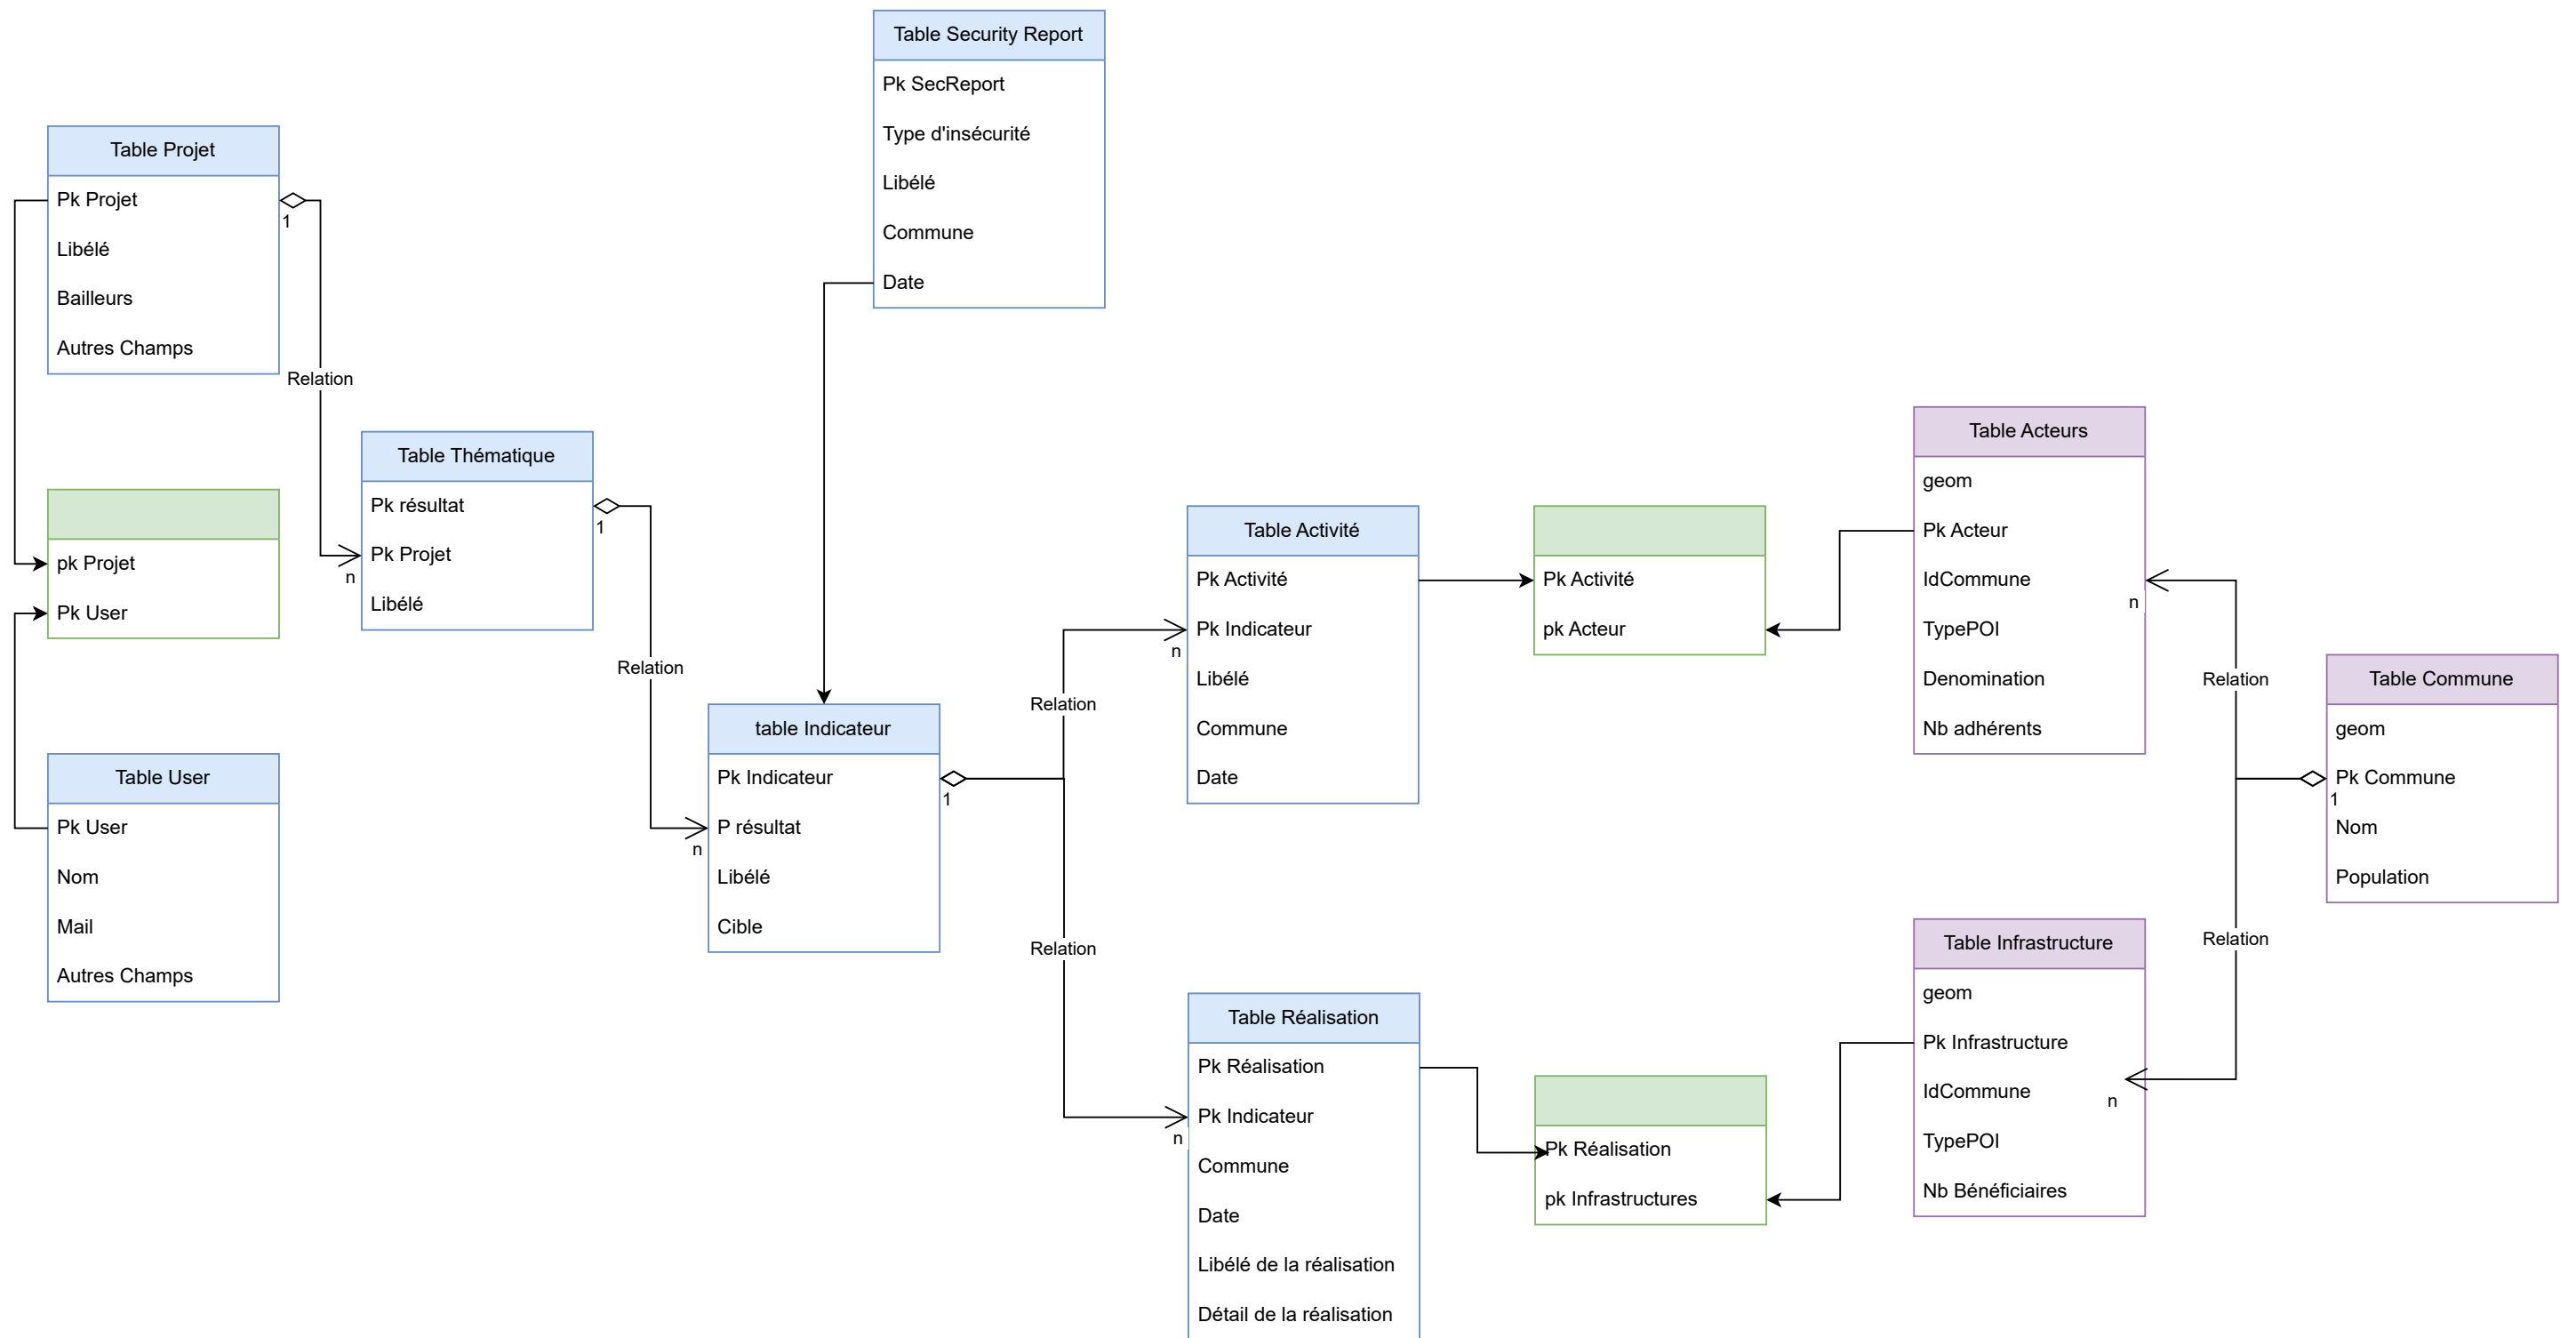 Table Security Report
Pk SecReport
Type d'insécurité
Libélé
Commune
Date
Table Projet
Pk Projet
Libélé
Bailleurs
Autres Champs
1
Relation
n
pk Projet
Pk User
Table User
Pk User
Nom
Mail
Autres Champs
Table Thématique
Pk résultat
Pk Projet
Libélé
1
Relation
n
table Indicateur
Pk Indicateur
P résultat
Libélé
Cible
1
Relation
n
Relation
n
Table Activité
Pk Activité
Pk Indicateur
Libélé
Commune
Date
Pk Activité
pk Acteur
Table Réalisation
Pk Réalisation
Pk Indicateur
Commune
Date
Libélé de la réalisation
Détail de la réalisation
Pk Réalisation
pk Infrastructures
Table Acteurs
geom
Pk Acteur
IdCommune
TypePOI
Denomination
Nb adhérents
n
Relation
Table Infrastructure
geom
Pk Infrastructure
IdCommune
TypePOI
Nb Bénéficiaires
n
Relation
Table Commune
geom
Pk Commune
1
Nom
Population